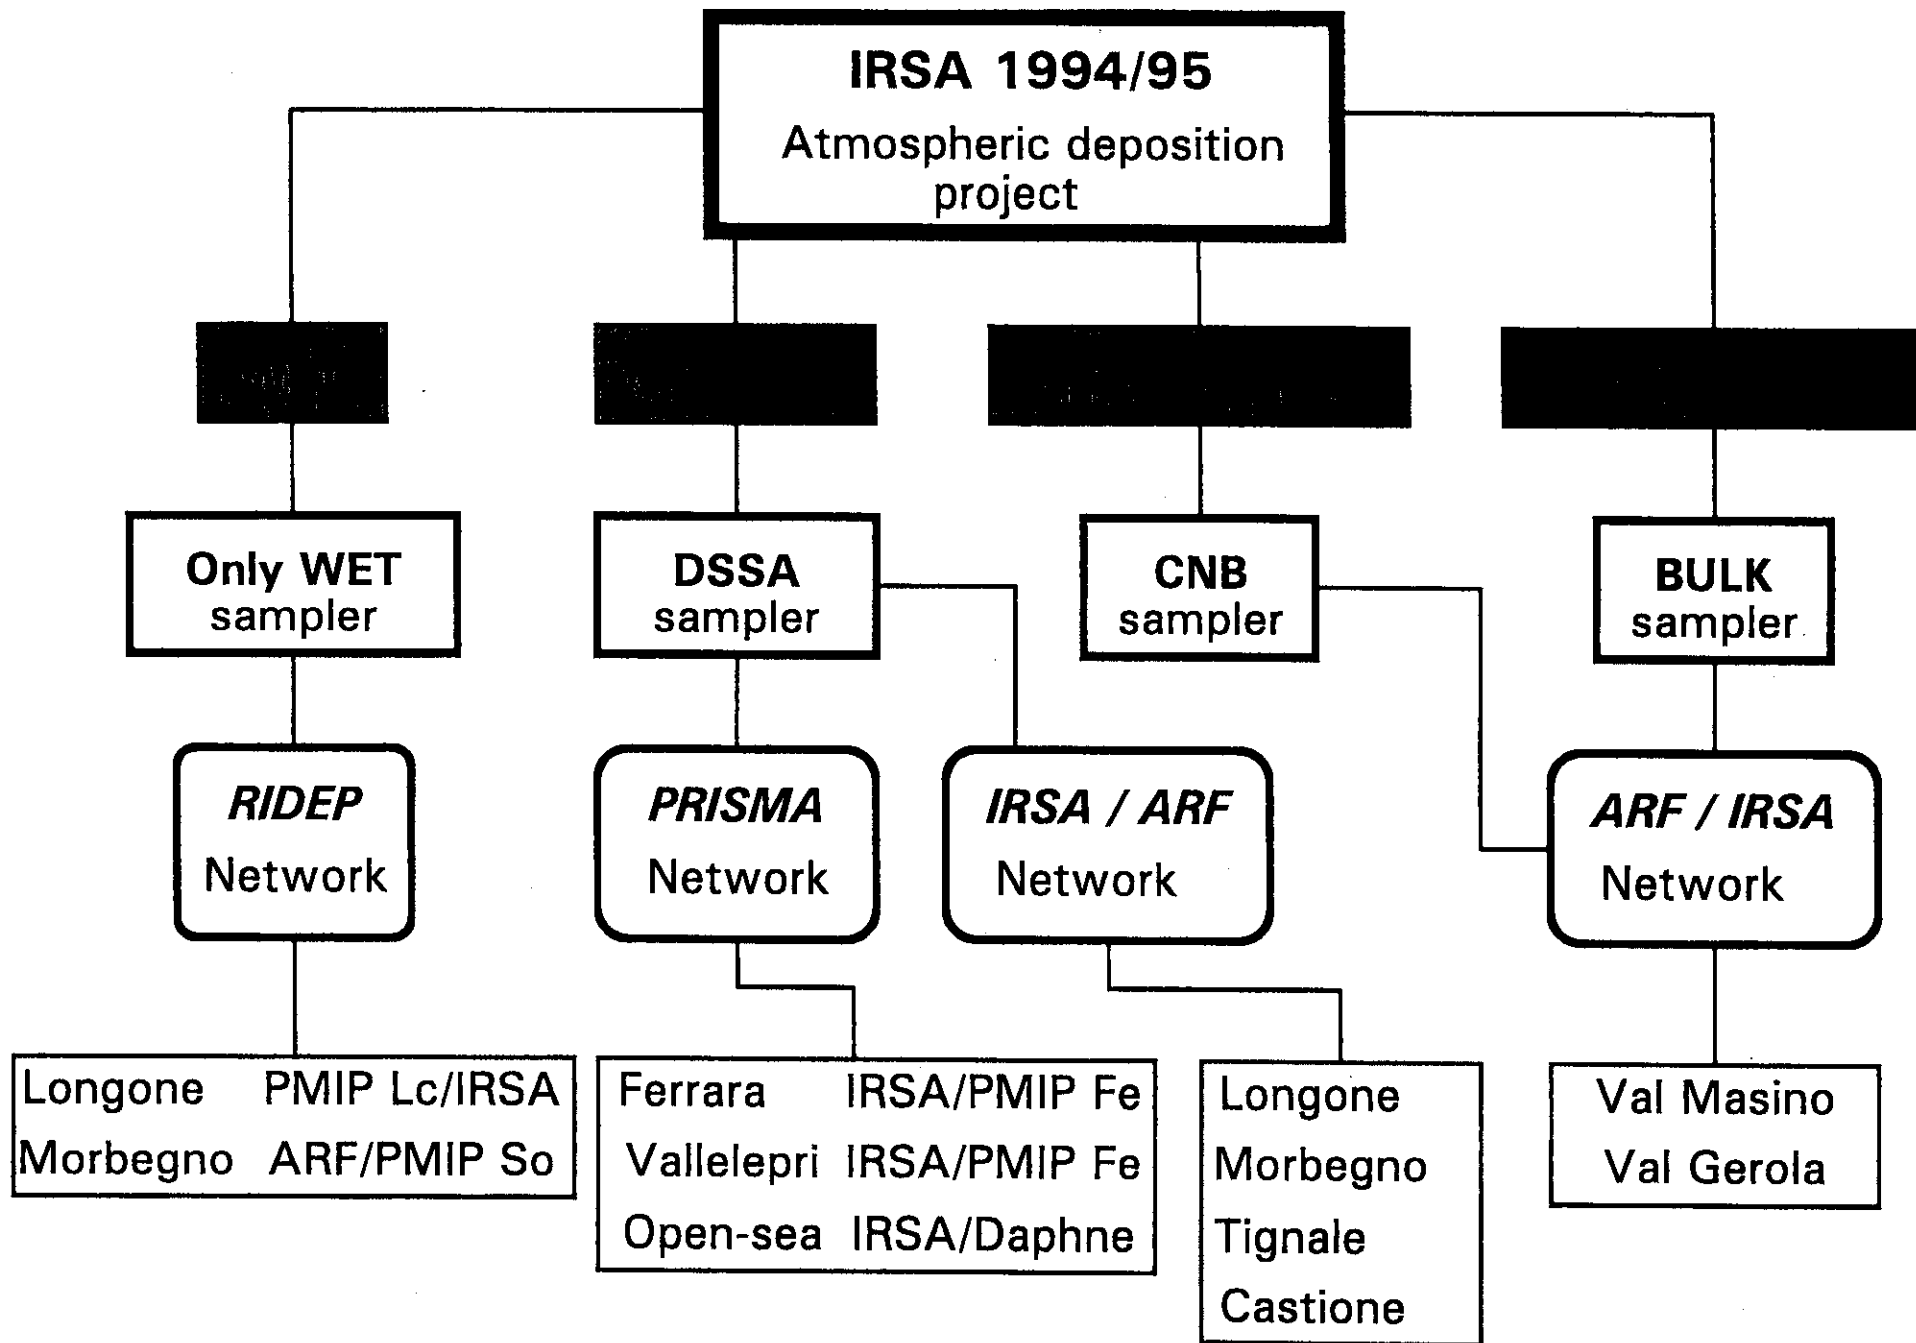 IRSA 1994/95
Atmospheric deposition
project
Only WET
sampler
DSSA
sampler
CNB
sampler
BULK
sampler
RIDEP
Network
PRISMA
Network
IRSA / ARF
Network
ARF / IRSA
Network
Longone PMIP Lc/IRSA
Morbegno ARF/PMIP So
Ferrara IRSA/PMIP Fe
Vallelepri IRSA/PMIP Fe
Open-sea IRSA/Daphne
Longone
Morbegno
Tignale
Castione
Val Masino
Val Gerola